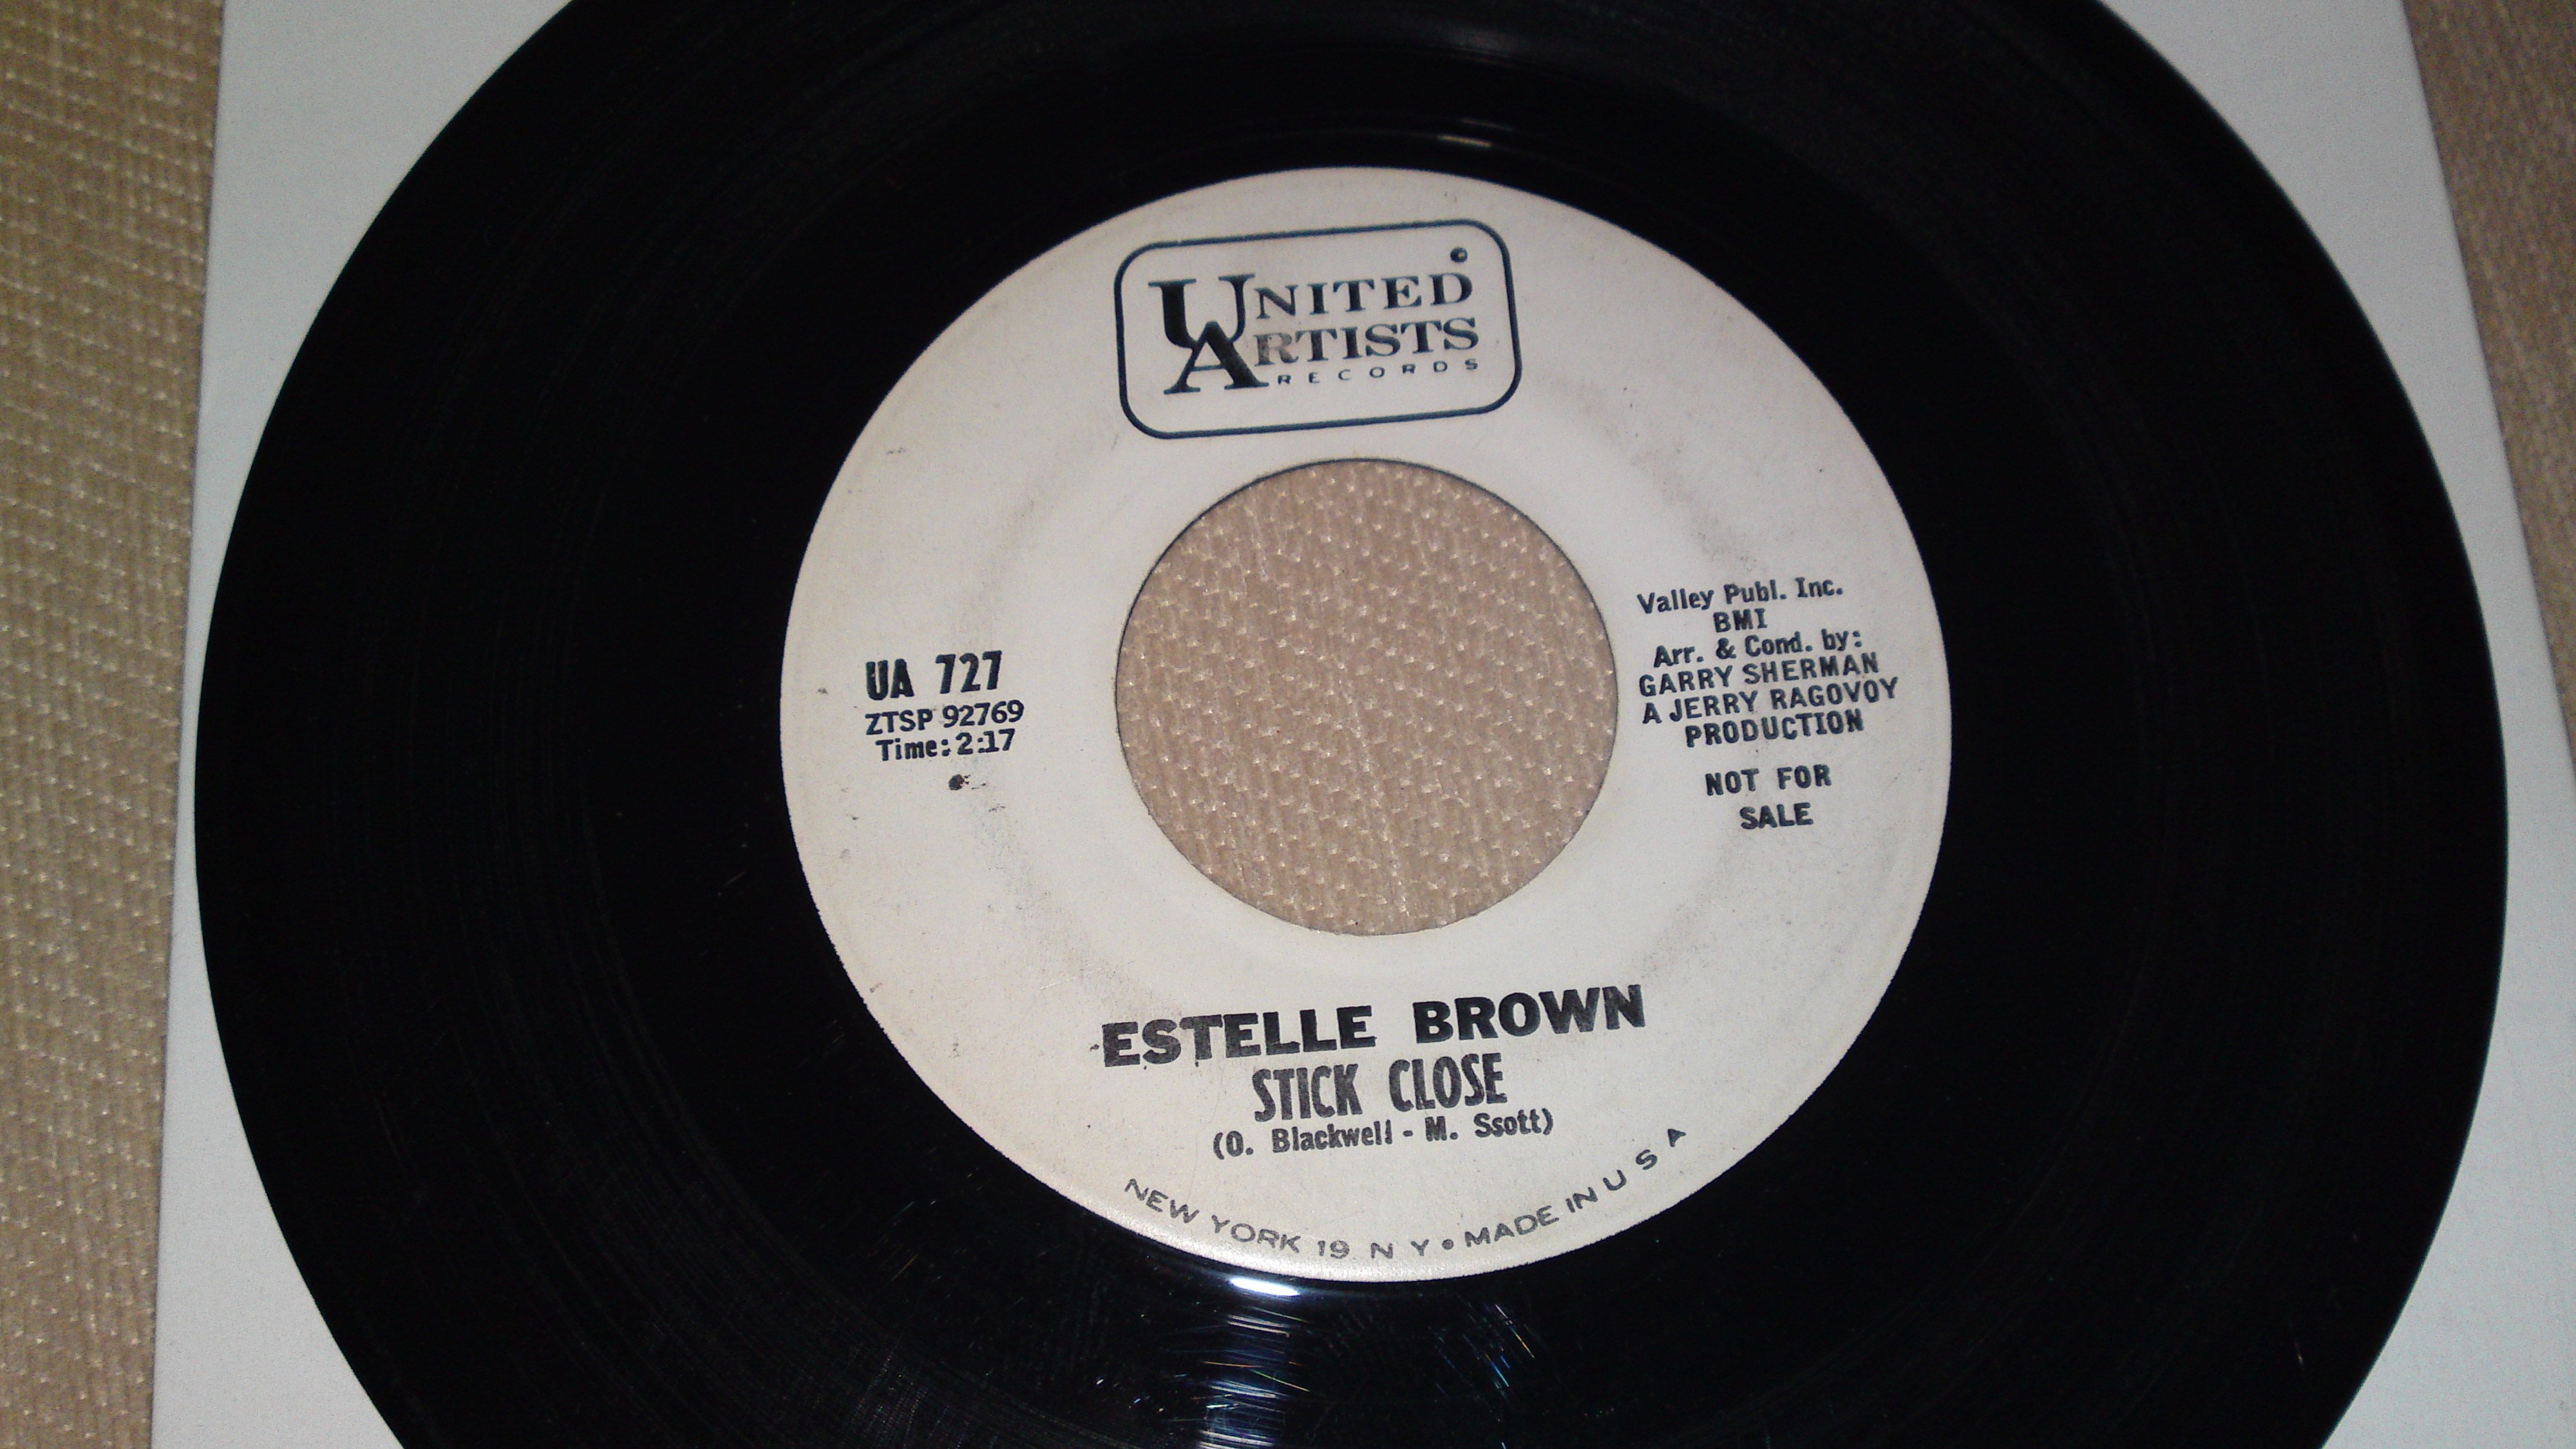 UNITED
ARTISTS
RECORDS
UA 727
ZTSP 92769
Time: 2:17
Valley Publ. Inc.
BMI
Arr. & Cond. by:
GARRY SHERMAN
A JERRY RAGOVOY
PRODUCTION
NOT FOR
SALE
ESTELLE BROWN
STICK CLOSE
(O. Blackwell - M. Ssott)
NEW YORK 19 N Y • MADE IN U S A